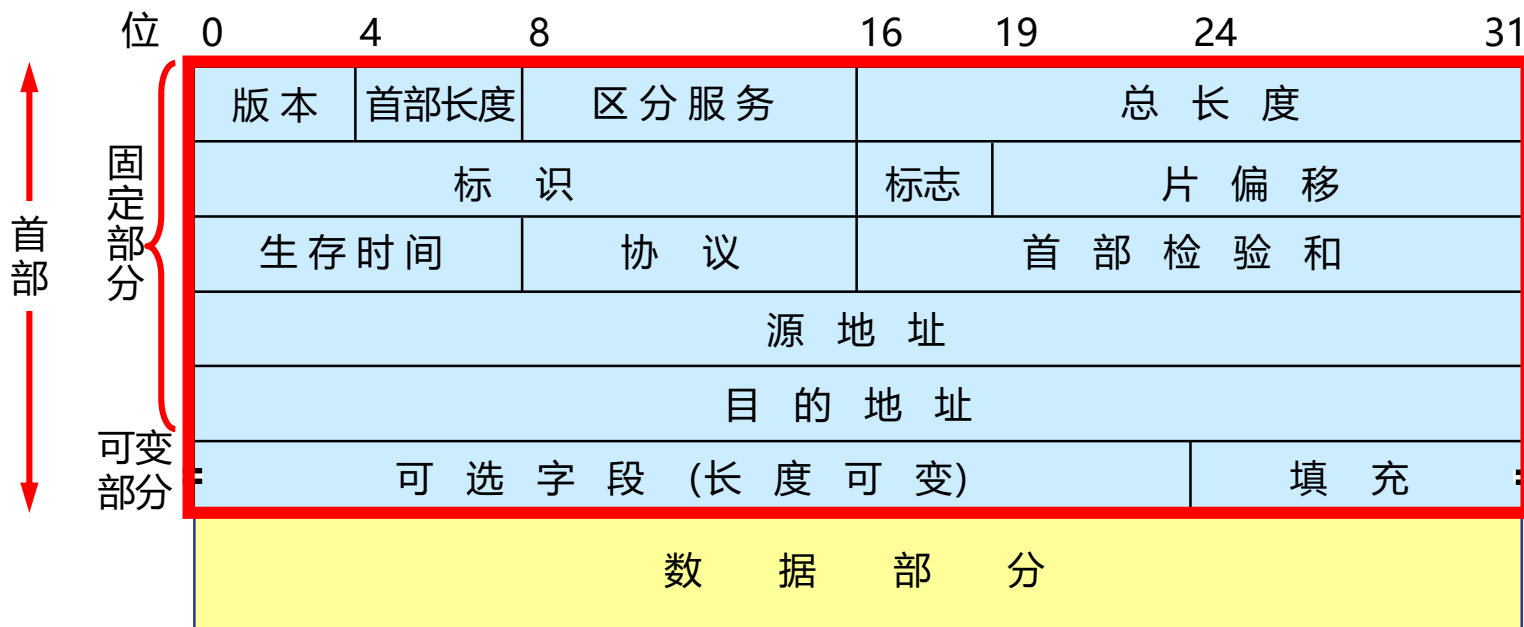 位 0 4 8 16 19 24 31
版本 首部长度 区分服务 总长度
标识 标志 片偏移
生存时间 协议 首部检验和
源地址
目的地址
可选字段 (长度可变) 填充
数据部分
首部
固定部分
可变
部分